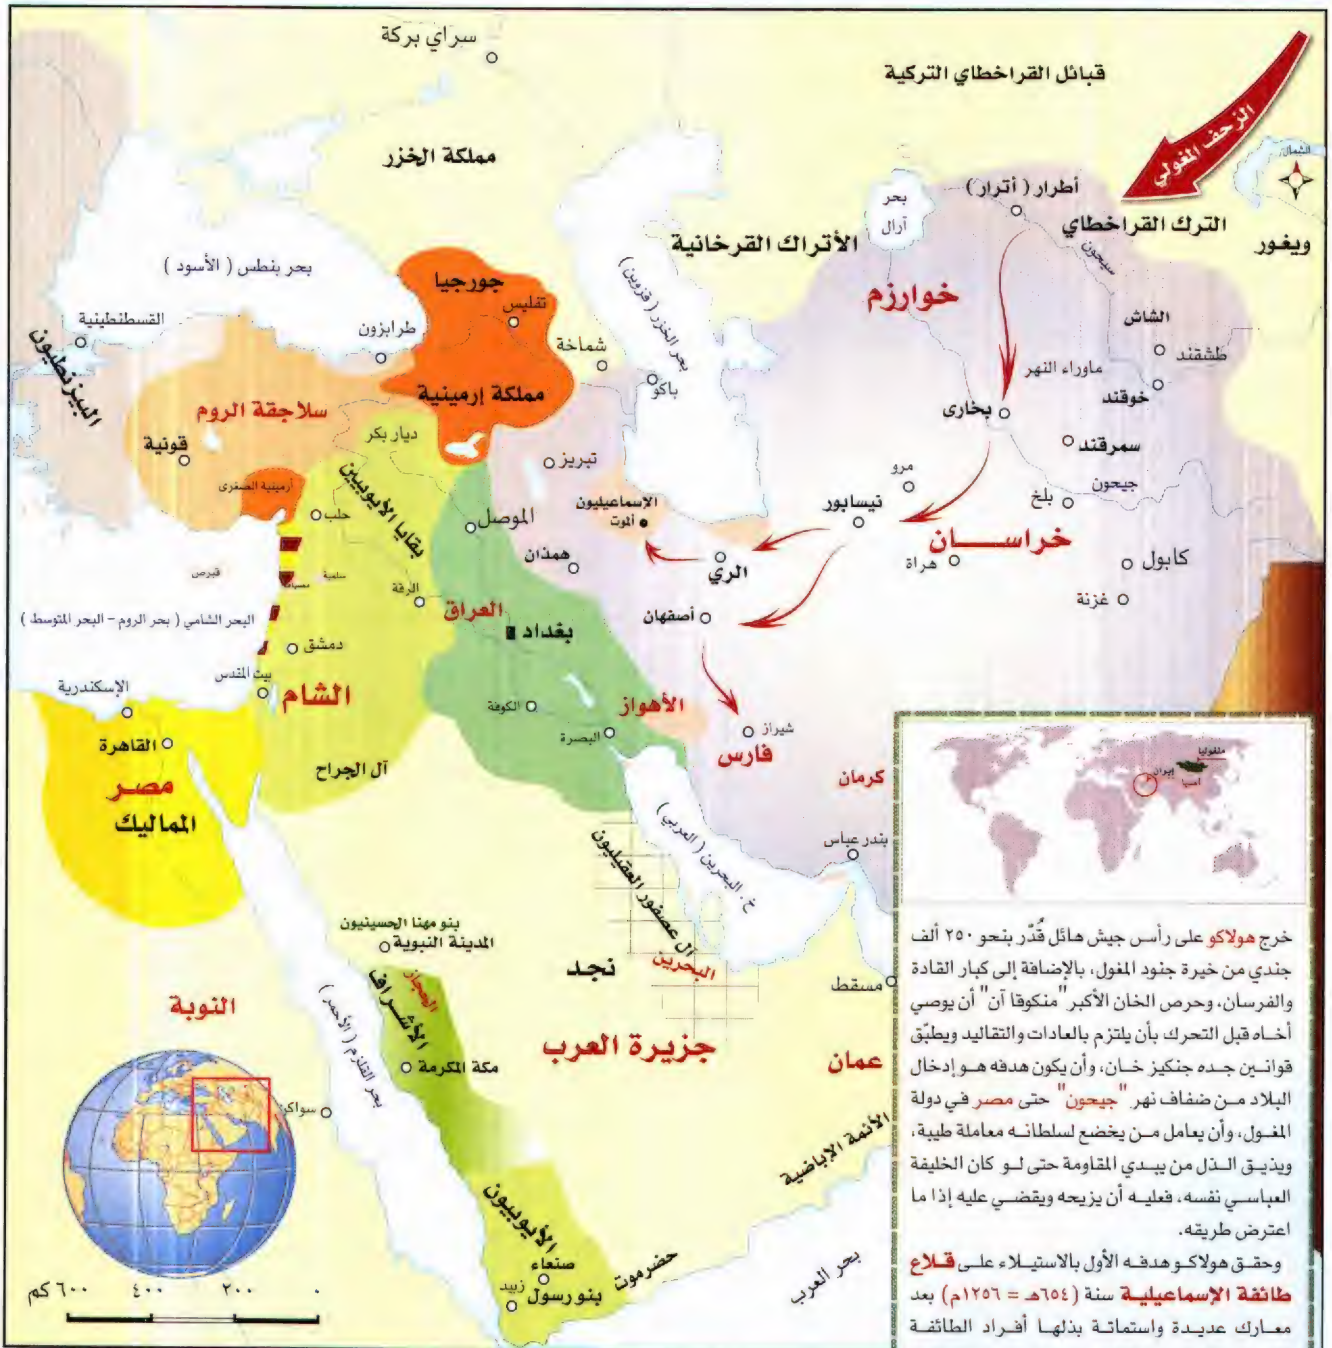 سراي بركة
قبائل القراخطاي التركية
الزحف المغولي
الشمال
مملكة الخزر
أطرار ( أترار )
الترك القراخطاي
ويغور
بحر
آرال
الأتراك القرخانية
سيحون
خوارزم
بحر بنطس ( الأسود )
جورجيا
تفليس
بحر الخزر ( قزوين )
القسطنطينية
طرابزون
شماخة
الشاش
طشقند
البيزنطيون
باكو
ماوراء النهر
خوقند
سلاجقة الروم
مملكة إرمينية
بخارى
سمرقند
قونية
ديار بكر
تبريز
مرو
جيحون
أرمينية الصغرى
بقايا الأيوبيين
الإسماعيليون
ألموت
نيسابور
بلخ
حلب
الموصل
خراسان
همذان
الري
هراة
كابول
قبرص
سلمية
مصياف
الرقة
العراق
غزنة
البحر الشامي ( بحر الروم - البحر المتوسط )
بغداد
أصفهان
دمشق
بيت المقدس
الشام
الإسكندرية
الكوفة
الأهواز
القاهرة
البصرة
شيراز
فارس
آل الجراح
كرمان
مصر
المماليك
بندر عباس
خ. البحرين ( العربي )
آل عصفور العقيليون
البحرين
بنو مهنا الحسينيون
المدينة النبوية
نجد
مسقط
الحجاز
الأشراف
النوبة
بحر القلزم ( الأحمر )
جزيرة العرب
عمان
مكة المكرمة
سواكن
الأئمة الإباضية
الأيوبيون
صنعاء
زبيد
بنو رسول
حضرموت
بحر العرب
٠ ٢٠٠ ٤٠٠ ٦٠٠ كم
منغوليا
إيران
آسيا
خرج هولاكو على رأس جيش هائل قُدّر بنحو ٢٥٠ ألف
جندي من خيرة جنود المغول، بالإضافة إلى كبار القادة
والفرسان، وحرص الخان الأكبر "منكوقا آن" أن يوصي
أخاه قبل التحرك بأن يلتزم بالعادات والتقاليد ويطبّق
قوانين جده جنكيز خان، وأن يكون هدفه هو إدخال
البلاد من ضفاف نهر "جيحون" حتى مصر في دولة
المغول، وأن يعامل من يخضع لسلطانه معاملة طيبة،
ويذيق الذل من يبدي المقاومة حتى لو كان الخليفة
العباسي نفسه، فعليه أن يزيحه ويقضي عليه إذا ما
اعترض طريقه.
وحقق هولاكو هدفه الأول بالاستيلاء على قلاع
طائفة الإسماعيلية سنة (٦٥٤هـ = ١٢٥٦م) بعد
معارك عديدة واستماتة بذلها أفراد الطائفة